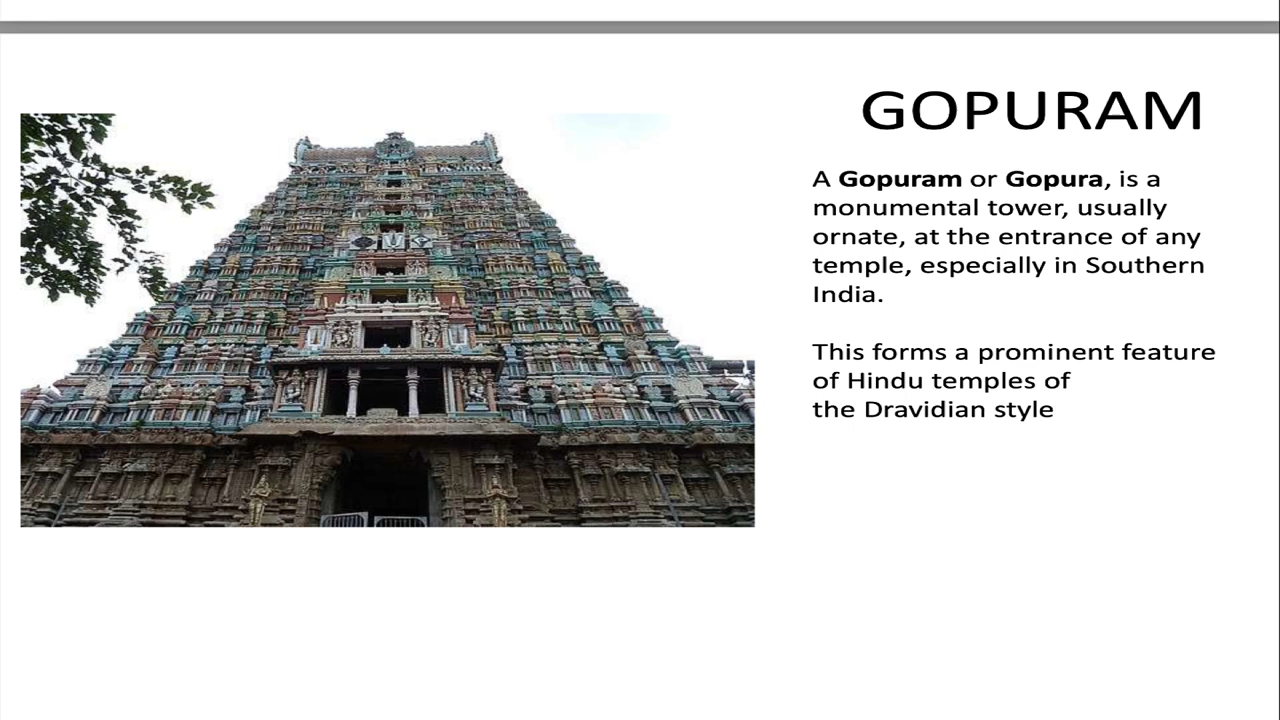 GOPURAM
A Gopuram or Gopura, is a
monumental tower, usually
ornate, at the entrance of any
temple, especially in Southern
India.
This forms a prominent feature
of Hindu temples of
the Dravidian style